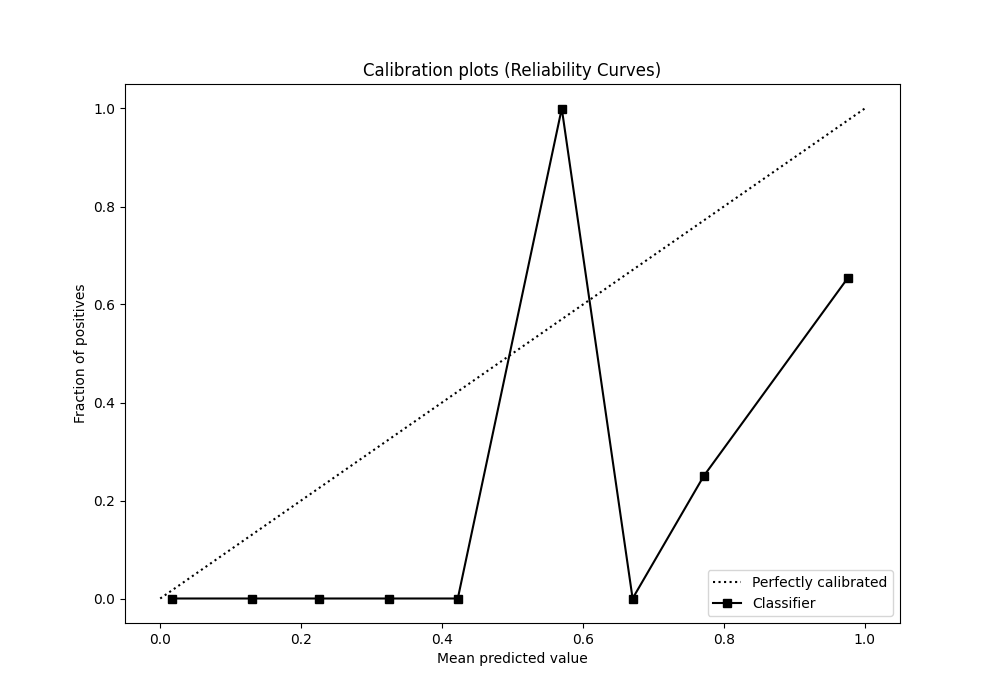 Calibration plots (Reliability Curves)
Fraction of positives
1.0
0.8
0.6
0.4
0.2
0.0
0.0 0.2 0.4 0.6 0.8 1.0
Mean predicted value
Perfectly calibrated
Classifier